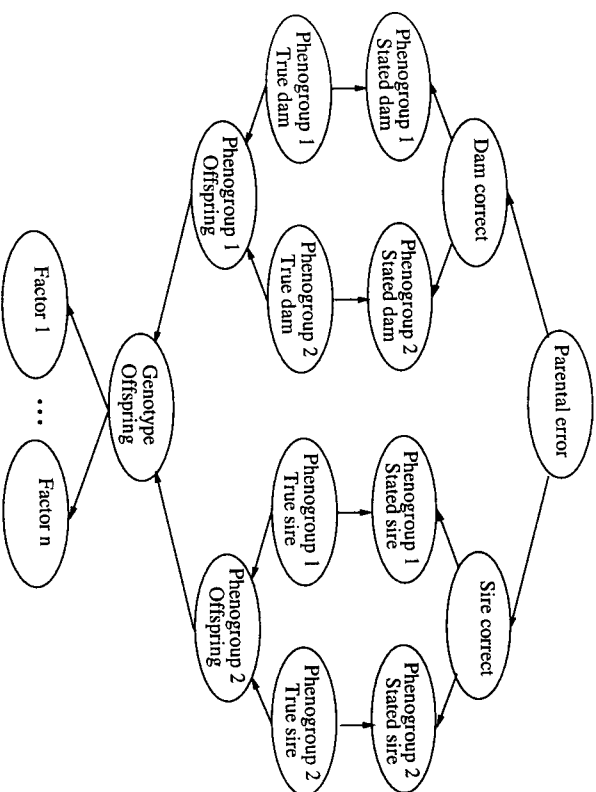 Parental error
Dam correct
Sire correct
Phenogroup 1
Stated dam
Phenogroup 2
Stated dam
Phenogroup 1
Stated sire
Phenogroup 2
Stated sire
Phenogroup 1
True dam
Phenogroup 2
True dam
Phenogroup 1
True sire
Phenogroup 2
True sire
Phenogroup 1
Offspring
Phenogroup 2
Offspring
Genotype
Offspring
Factor 1
...
Factor n